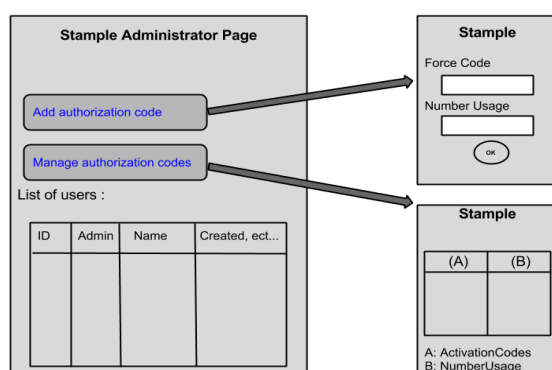 Stample Administrator Page
Add authorization code
Manage authorization codes
List of users :
ID Admin Name Created, ect...
Stample
Force Code
Number Usage
OK
Stample
(A) (B)
A: ActivationCodes
B: NumberUsage